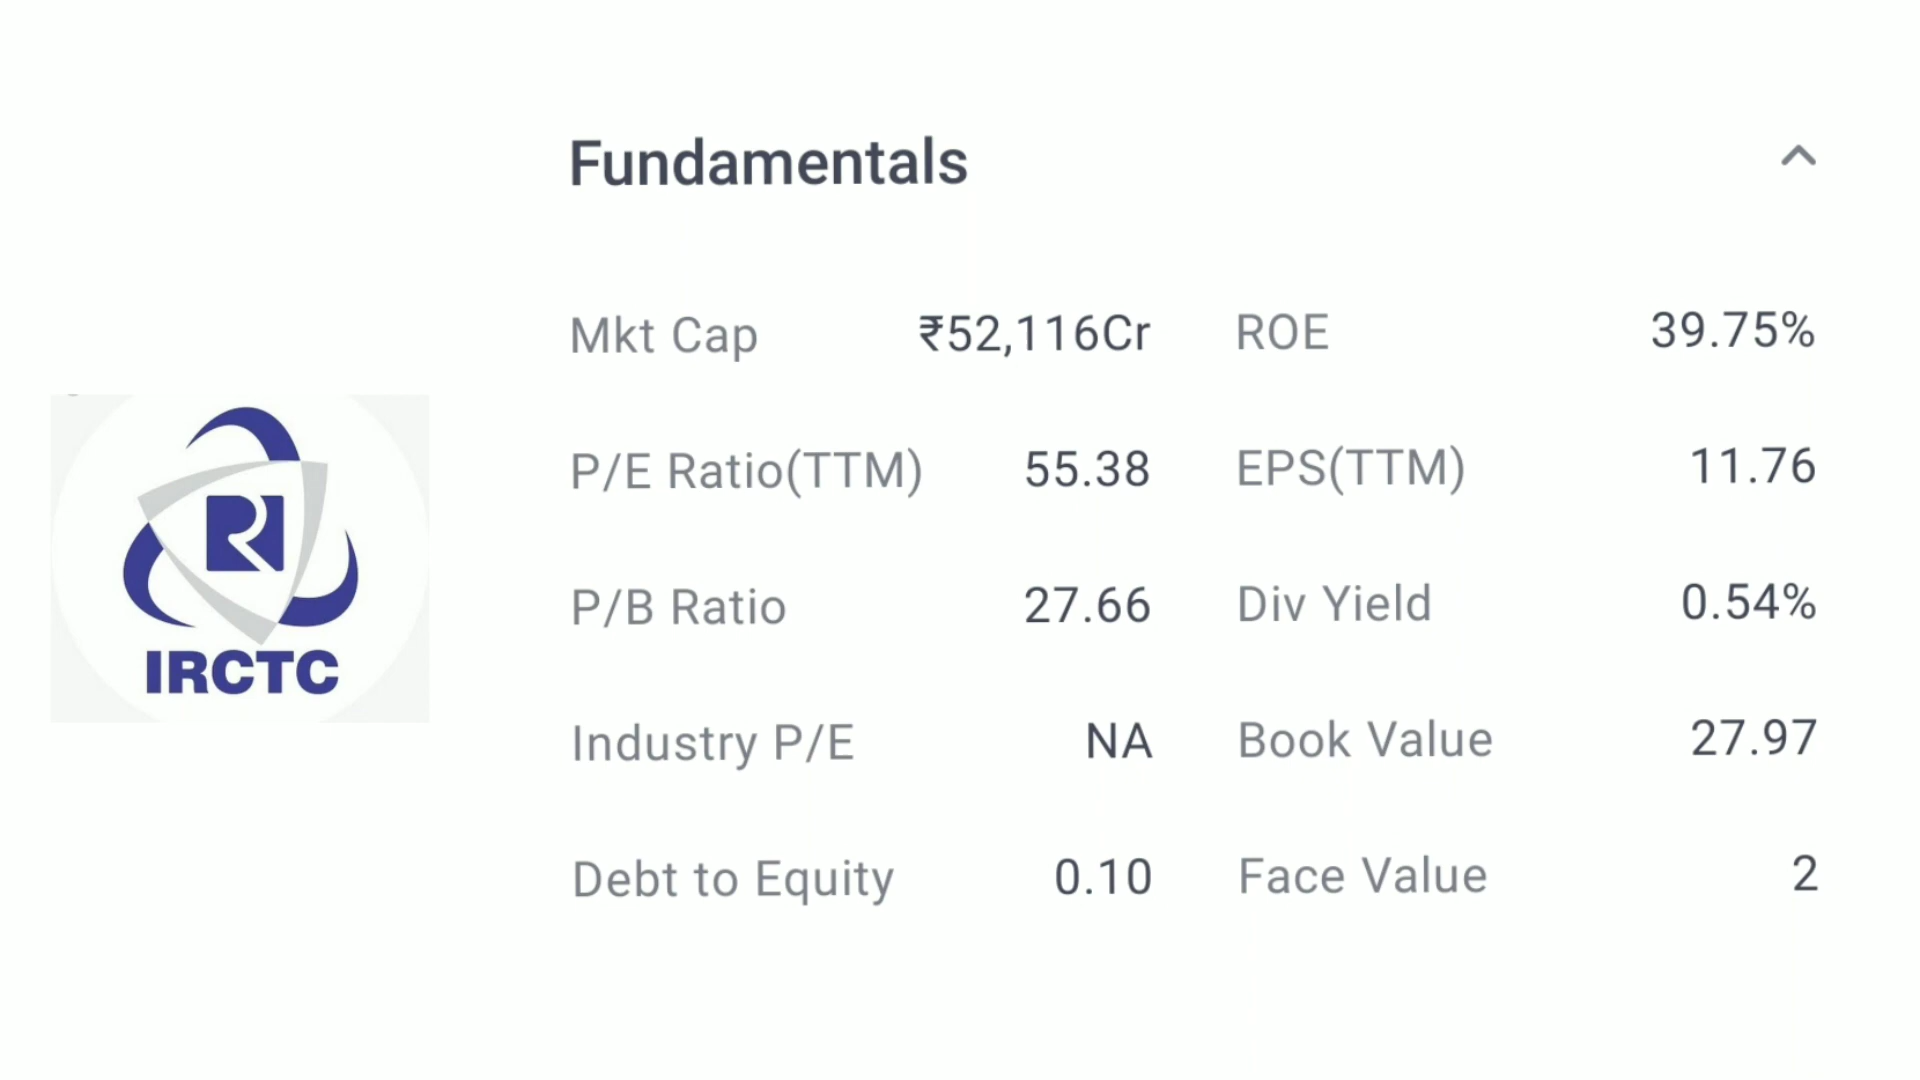 Fundamentals
Mkt Cap ₹52,116Cr ROE 39.75%
P/E Ratio(TTM) 55.38 EPS(TTM) 11.76
P/B Ratio 27.66 Div Yield 0.54%
Industry P/E NA Book Value 27.97
Debt to Equity 0.10 Face Value 2
IRCTC